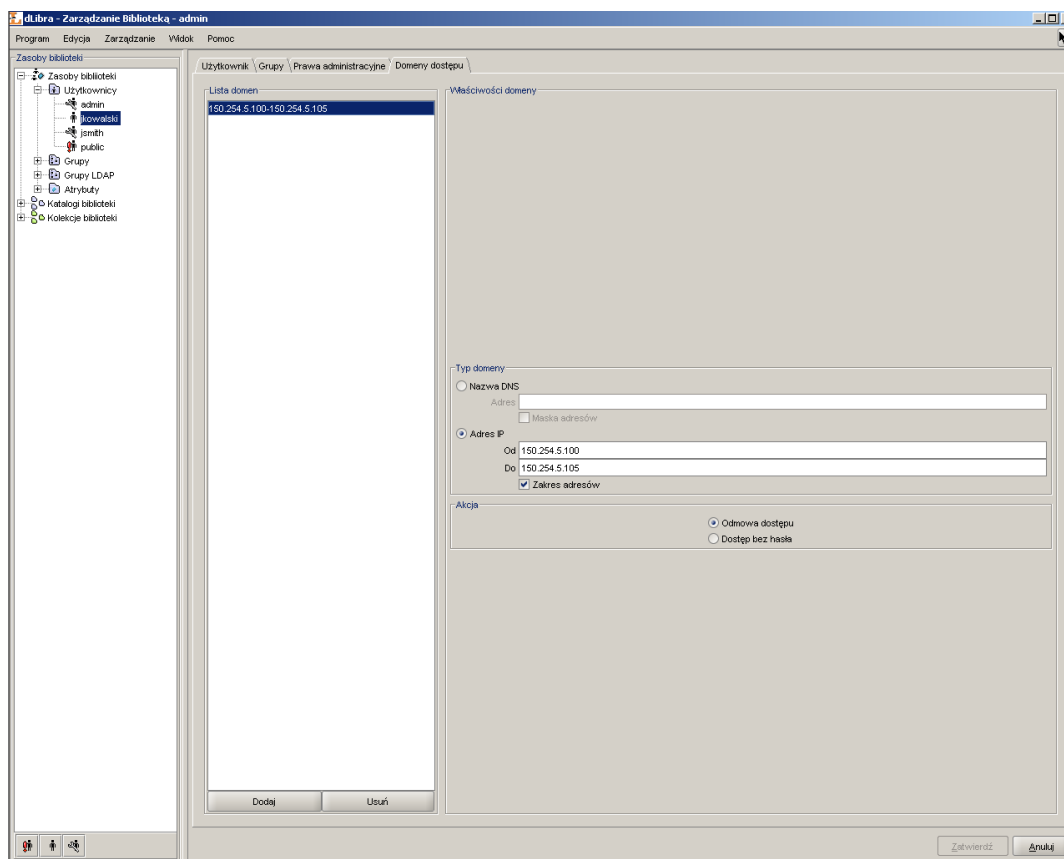 dLibra - Zarządzanie Biblioteką - admin
Program Edycja Zarządzanie Widok Pomoc
Zasoby biblioteki
Zasoby biblioteki
Użytkownicy
admin
jkowalski
jsmith
public
Grupy
Grupy LDAP
Atrybuty
Katalogi biblioteki
Kolekcje biblioteki
Użytkownik Grupy Prawa administracyjne Domeny dostępu
Lista domen
150.254.5.100-150.254.5.105
Dodaj Usuń
Właściwości domeny
Typ domeny
Nazwa DNS
Adres
Maska adresów
Adres IP
Od 150.254.5.100
Do 150.254.5.105
Zakres adresów
Akcja
Odmowa dostępu
Dostęp bez hasła
Zatwierdź Anuluj